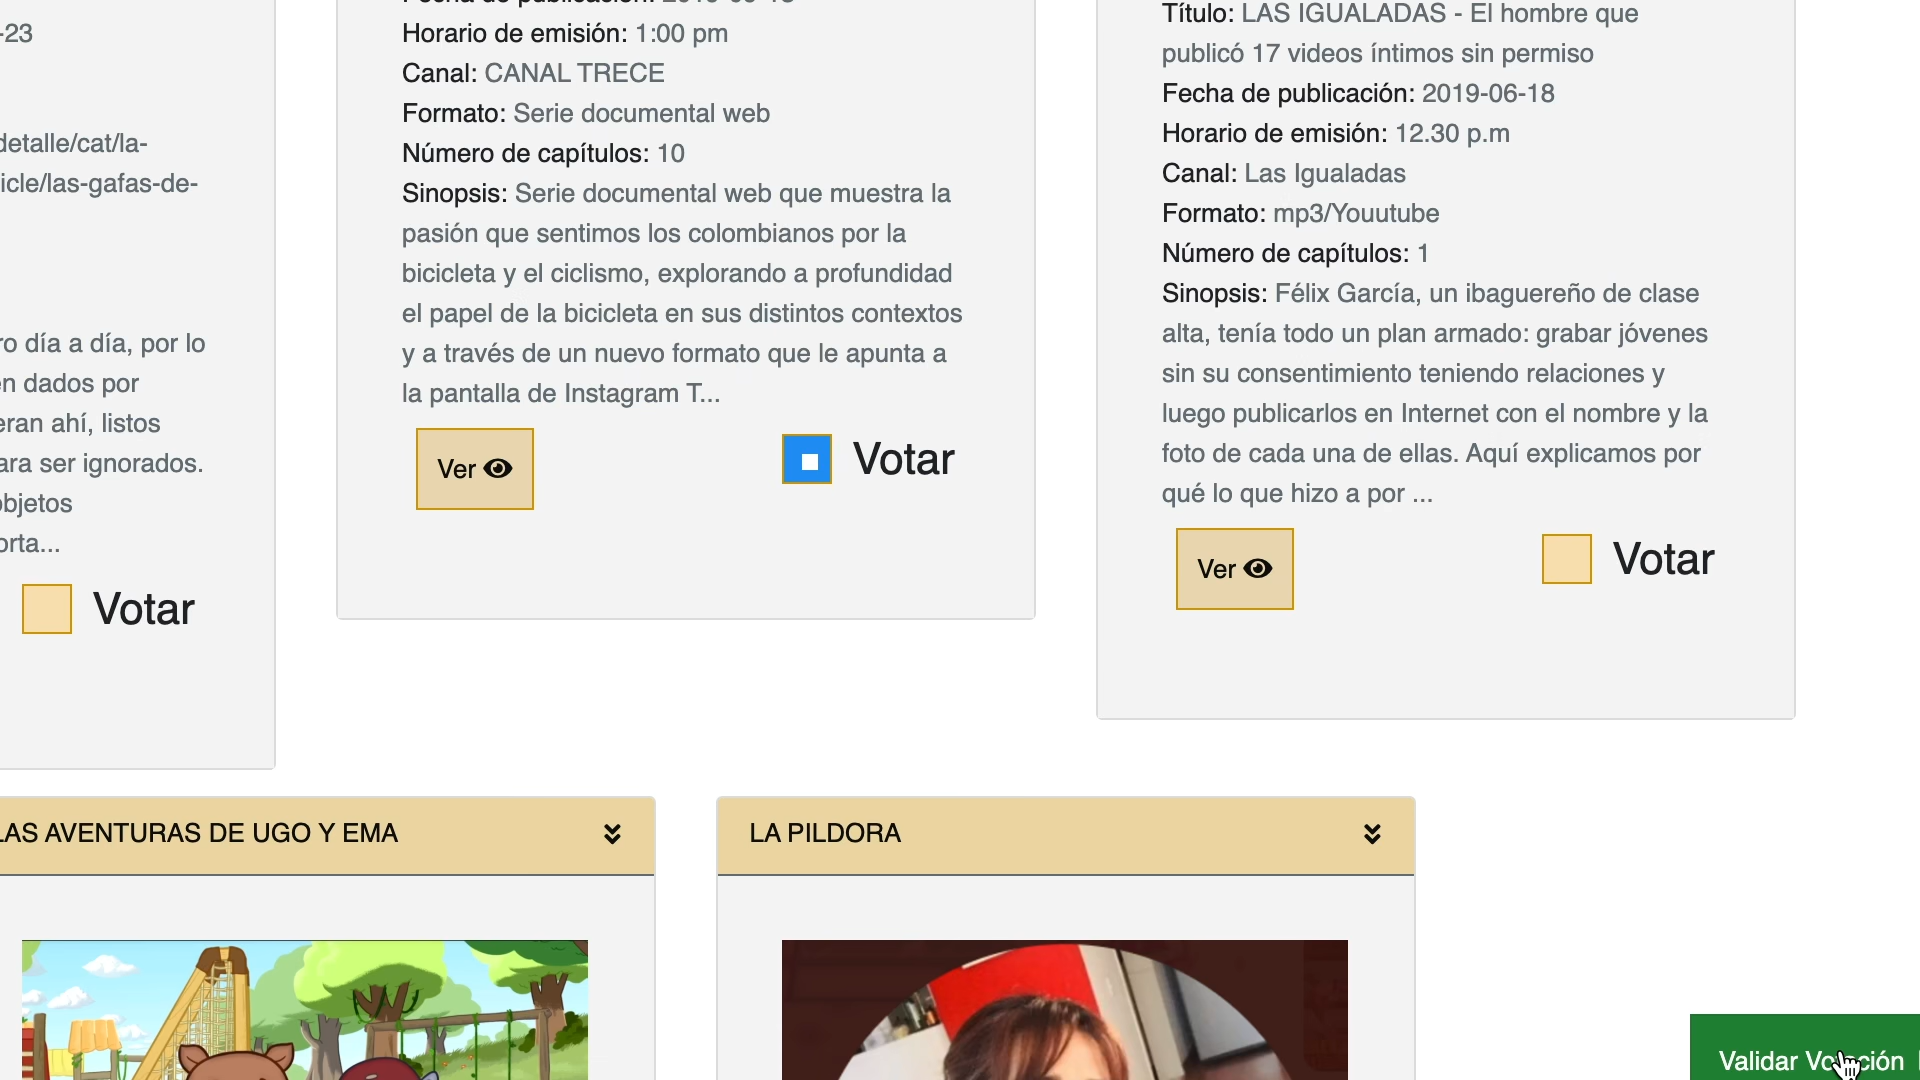 -23
detalle/cat/la-
icle/las-gafas-de-
ro día a día, por lo
en dados por
eran ahí, listos
ara ser ignorados.
objetos
orta...
Votar
Horario de emisión: 1:00 pm
Canal: CANAL TRECE
Formato: Serie documental web
Número de capítulos: 10
Sinopsis: Serie documental web que muestra la
pasión que sentimos los colombianos por la
bicicleta y el ciclismo, explorando a profundidad
el papel de la bicicleta en sus distintos contextos
y a través de un nuevo formato que le apunta a
la pantalla de Instagram T...
Ver
Votar
Título: LAS IGUALADAS - El hombre que
publicó 17 videos íntimos sin permiso
Fecha de publicación: 2019-06-18
Horario de emisión: 12.30 p.m
Canal: Las Igualadas
Formato: mp3/Youutube
Número de capítulos: 1
Sinopsis: Félix García, un ibaguereño de clase
alta, tenía todo un plan armado: grabar jóvenes
sin su consentimiento teniendo relaciones y
luego publicarlos en Internet con el nombre y la
foto de cada una de ellas. Aquí explicamos por
qué lo que hizo a por ...
Ver
Votar
LAS AVENTURAS DE UGO Y EMA
LA PILDORA
Validar Votación